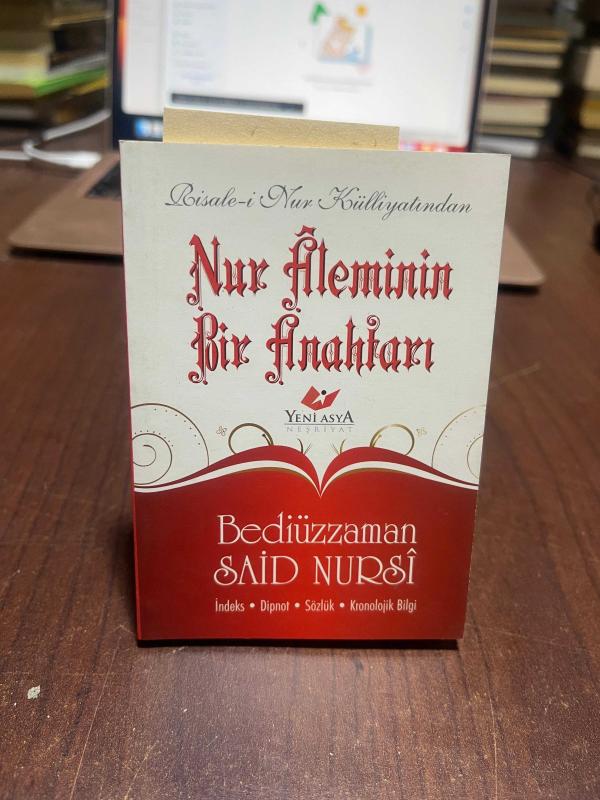 Risale-i Nur Külliyatından
Nur Âleminin
Bir Anahtarı
YENİ ASYA
NEŞRİYAT
Bediüzzaman
SAİD NURSÎ
İndeks • Dipnot • Sözlük • Kronolojik Bilgi